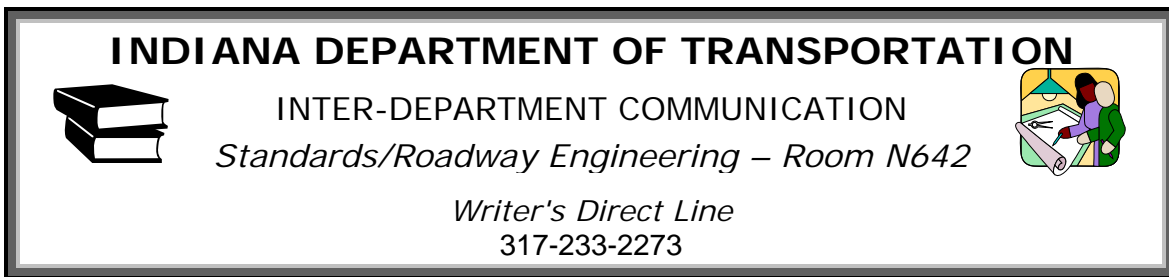 INDIANA DEPARTMENT OF TRANSPORTATION
INTER-DEPARTMENT COMMUNICATION
Standards/Roadway Engineering – Room N642
Writer's Direct Line
317-233-2273